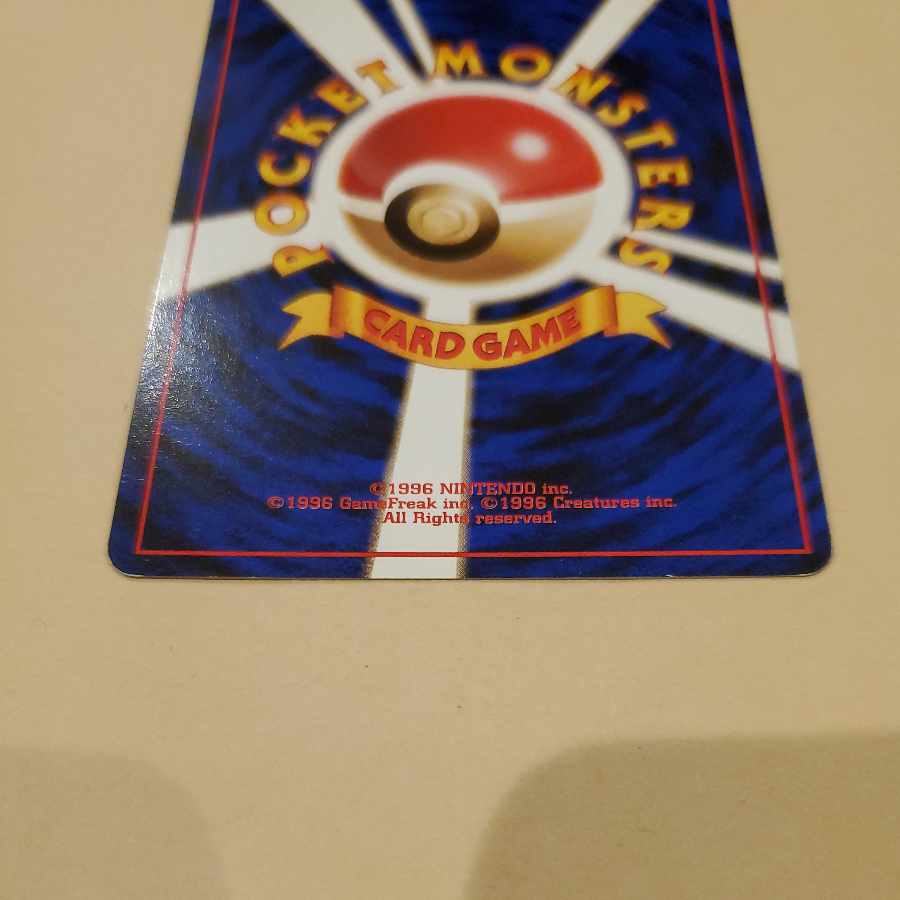 POCKET MONSTERS
CARD GAME
©1996 NINTENDO inc.
©1996 GameFreak inc. ©1996 Creatures inc.
All Rights reserved.